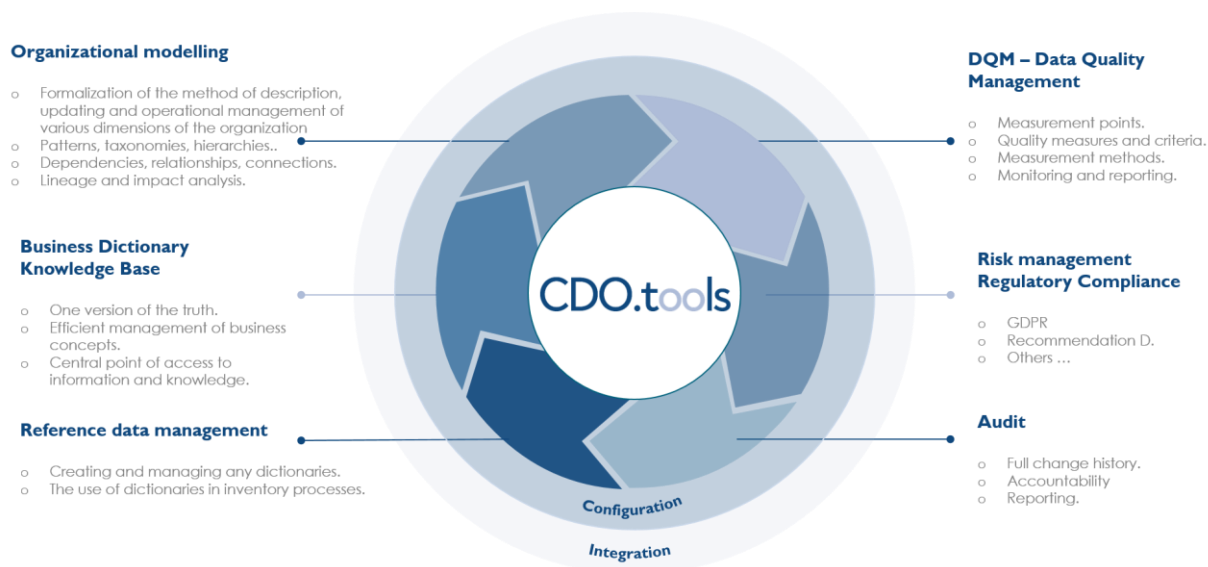 Organizational modelling
o Formalization of the method of description,
updating and operational management of
various dimensions of the organization
o Patterns, taxonomies, hierarchies..
o Dependencies, relationships, connections.
o Lineage and impact analysis.
Business Dictionary
Knowledge Base
o One version of the truth.
o Efficient management of business
concepts.
o Central point of access to
information and knowledge.
Reference data management
o Creating and managing any dictionaries.
o The use of dictionaries in inventory processes.
CDO.tools
Configuration
Integration
DQM – Data Quality
Management
o Measurement points.
o Quality measures and criteria.
o Measurement methods.
o Monitoring and reporting.
Risk management
Regulatory Compliance
o GDPR
o Recommendation D.
o Others ...
Audit
o Full change history.
o Accountability
o Reporting.